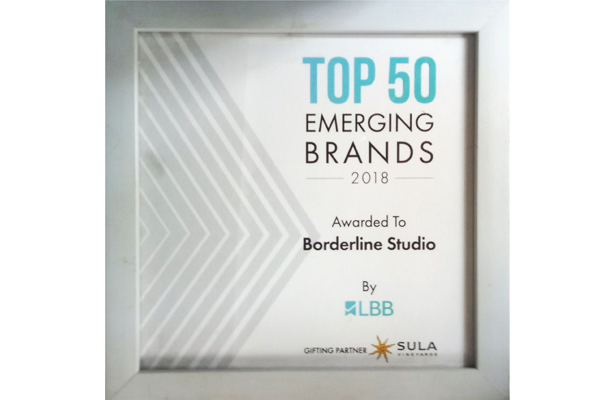 TOP 50
EMERGING
BRANDS
2018
Awarded To
Borderline Studio
By
LBB
GIFTING PARTNER SULA
VINEYARDS